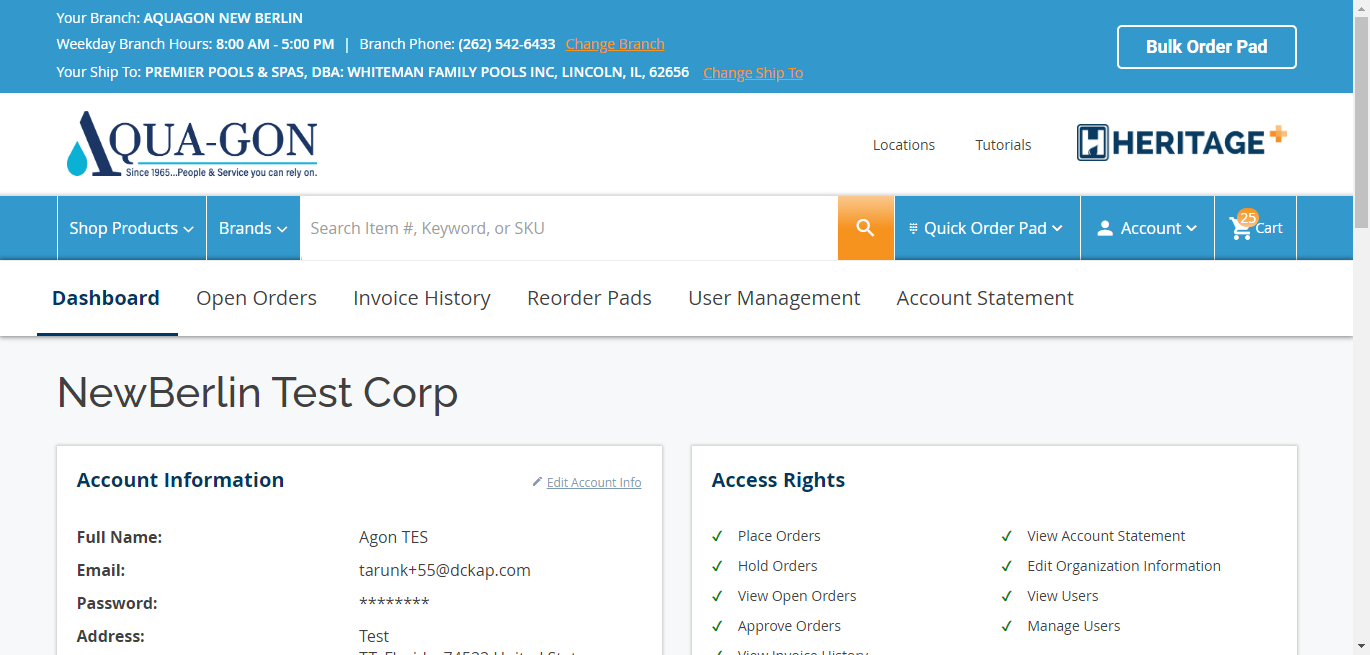 Your Branch: AQUAGON NEW BERLIN
Weekday Branch Hours: 8:00 AM - 5:00 PM | Branch Phone: (262) 542-6433 Change Branch
Your Ship To: PREMIER POOLS & SPAS, DBA: WHITEMAN FAMILY POOLS INC, LINCOLN, IL, 62656 Change Ship To
Bulk Order Pad
AQUA-GON
Since 1965...People & Service you can rely on.
Locations Tutorials
HERITAGE+
Shop Products Brands Search Item #, Keyword, or SKU Quick Order Pad Account 25 Cart
Dashboard Open Orders Invoice History Reorder Pads User Management Account Statement
NewBerlin Test Corp
Account Information Edit Account Info
Full Name: Agon TES
Email: tarunk+55@dckap.com
Password: ********
Address: Test
Access Rights
Place Orders View Account Statement
Hold Orders Edit Organization Information
View Open Orders View Users
Approve Orders Manage Users
View Invoice History